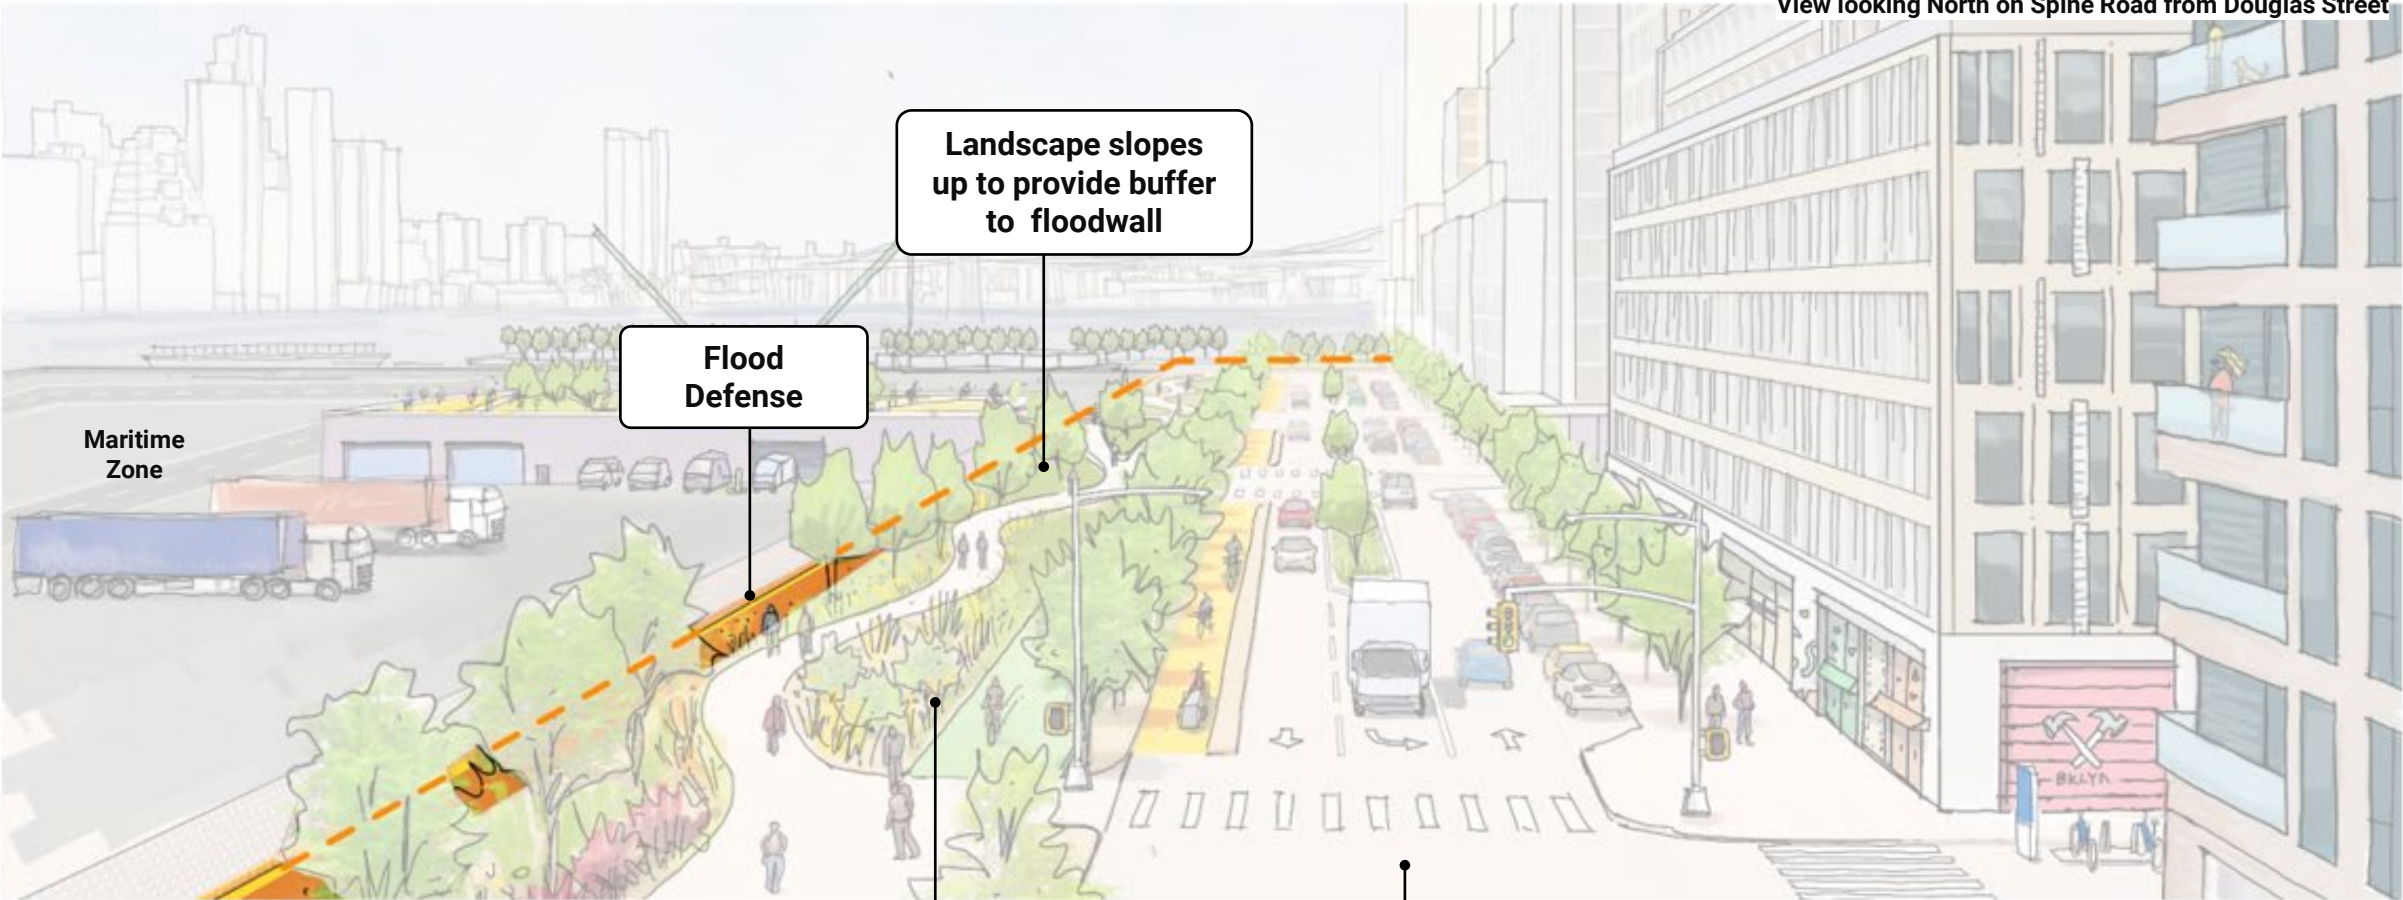 View looking North on Spine Road from Douglas Street
Landscape slopes
up to provide buffer
to floodwall
Flood
Defense
Maritime
Zone
BKLYN